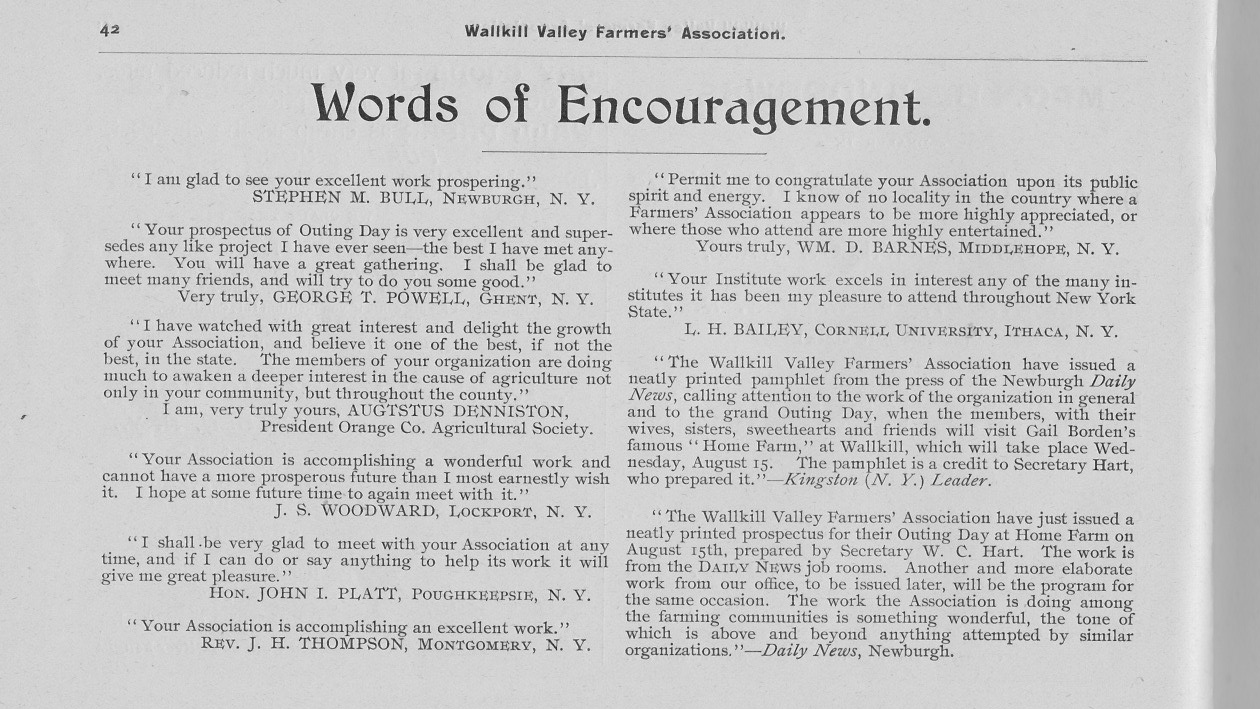 42
Wallkill Valley Farmers' Association.
Words of Encouragement.
"I am glad to see your excellent work prospering."
STEPHEN M. BULL, NEWBURGH, N. Y.
"Your prospectus of Outing Day is very excellent and super-
sedes any like project I have ever seen—the best I have met any-
where. You will have a great gathering. I shall be glad to
meet many friends, and will try to do you some good."
Very truly, GEORGE T. POWELL, GHENT, N. Y.
"I have watched with great interest and delight the growth
of your Association, and believe it one of the best, if not the
best, in the state. The members of your organization are doing
much to awaken a deeper interest in the cause of agriculture not
only in your community, but throughout the county."
I am, very truly yours, AUGTSTUS DENNISTON,
President Orange Co. Agricultural Society.
"Your Association is accomplishing a wonderful work and
cannot have a more prosperous future than I most earnestly wish
it. I hope at some future time to again meet with it."
J. S. WOODWARD, LOCKPORT, N. Y.
"I shall be very glad to meet with your Association at any
time, and if I can do or say anything to help its work it will
give me great pleasure."
HON. JOHN I. PLATT, POUGHKEEPSIE, N. Y.
"Your Association is accomplishing an excellent work."
REV. J. H. THOMPSON, MONTGOMERY, N. Y.
"Permit me to congratulate your Association upon its public
spirit and energy. I know of no locality in the country where a
Farmers' Association appears to be more highly appreciated, or
where those who attend are more highly entertained."
Yours truly, WM. D. BARNES, MIDDLEHOPE, N. Y.
"Your Institute work excels in interest any of the many in-
stitutes it has been my pleasure to attend throughout New York
State."
L. H. BAILEY, CORNELL UNIVERSITY, ITHACA, N. Y.
"The Wallkill Valley Farmers' Association have issued a
neatly printed pamphlet from the press of the Newburgh Daily
News, calling attention to the work of the organization in general
and to the grand Outing Day, when the members, with their
wives, sisters, sweethearts and friends will visit Gail Borden's
famous "Home Farm," at Wallkill, which will take place Wed-
nesday, August 15. The pamphlet is a credit to Secretary Hart,
who prepared it."—Kingston (N. Y.) Leader.
"The Wallkill Valley Farmers' Association have just issued a
neatly printed prospectus for their Outing Day at Home Farm on
August 15th, prepared by Secretary W. C. Hart. The work is
from the DAILY NEWS job rooms. Another and more elaborate
work from our office, to be issued later, will be the program for
the same occasion. The work the Association is doing among
the farming communities is something wonderful, the tone of
which is above and beyond anything attempted by similar
organizations."—Daily News, Newburgh.